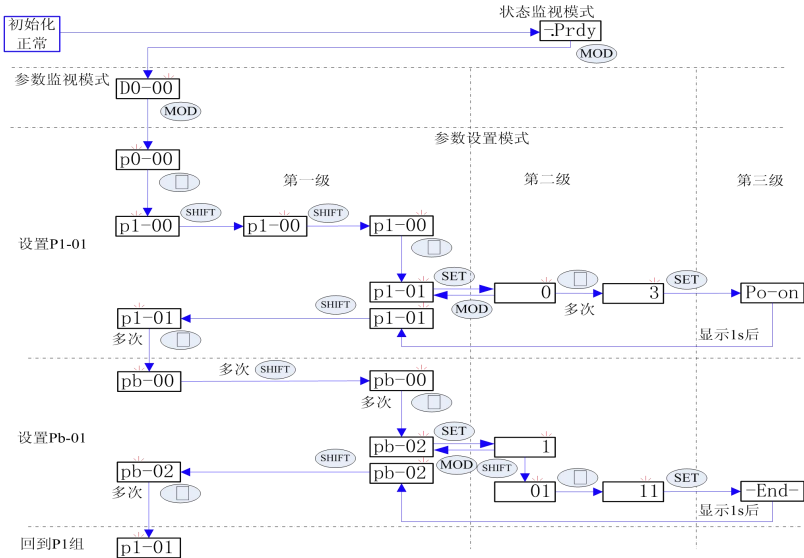 状态监视模式
初始化
正常
-.Prdy
MOD
参数监视模式
D0-00
MOD
参数设置模式
p0-00
第一级
第二级
第三级
p1-00
SHIFT
p1-00
SHIFT
p1-00
设置P1-01
p1-01
SET
0
3
SET
Po-on
MOD
多次
p1-01
SHIFT
p1-01
多次
显示1s后
pb-00
多次
SHIFT
pb-00
多次
设置Pb-01
pb-02
SET
1
pb-02
SHIFT
pb-02
MOD
SHIFT
多次
01
11
SET
-End-
显示1s后
回到P1组
p1-01